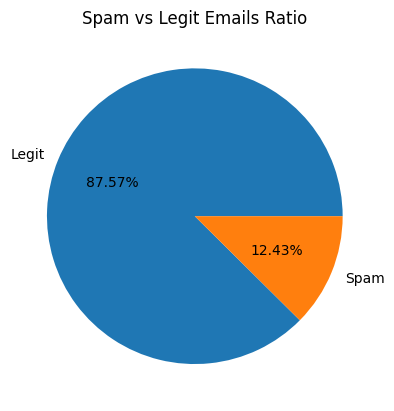 Spam vs Legit Emails Ratio
Legit
87.57%
12.43%
Spam